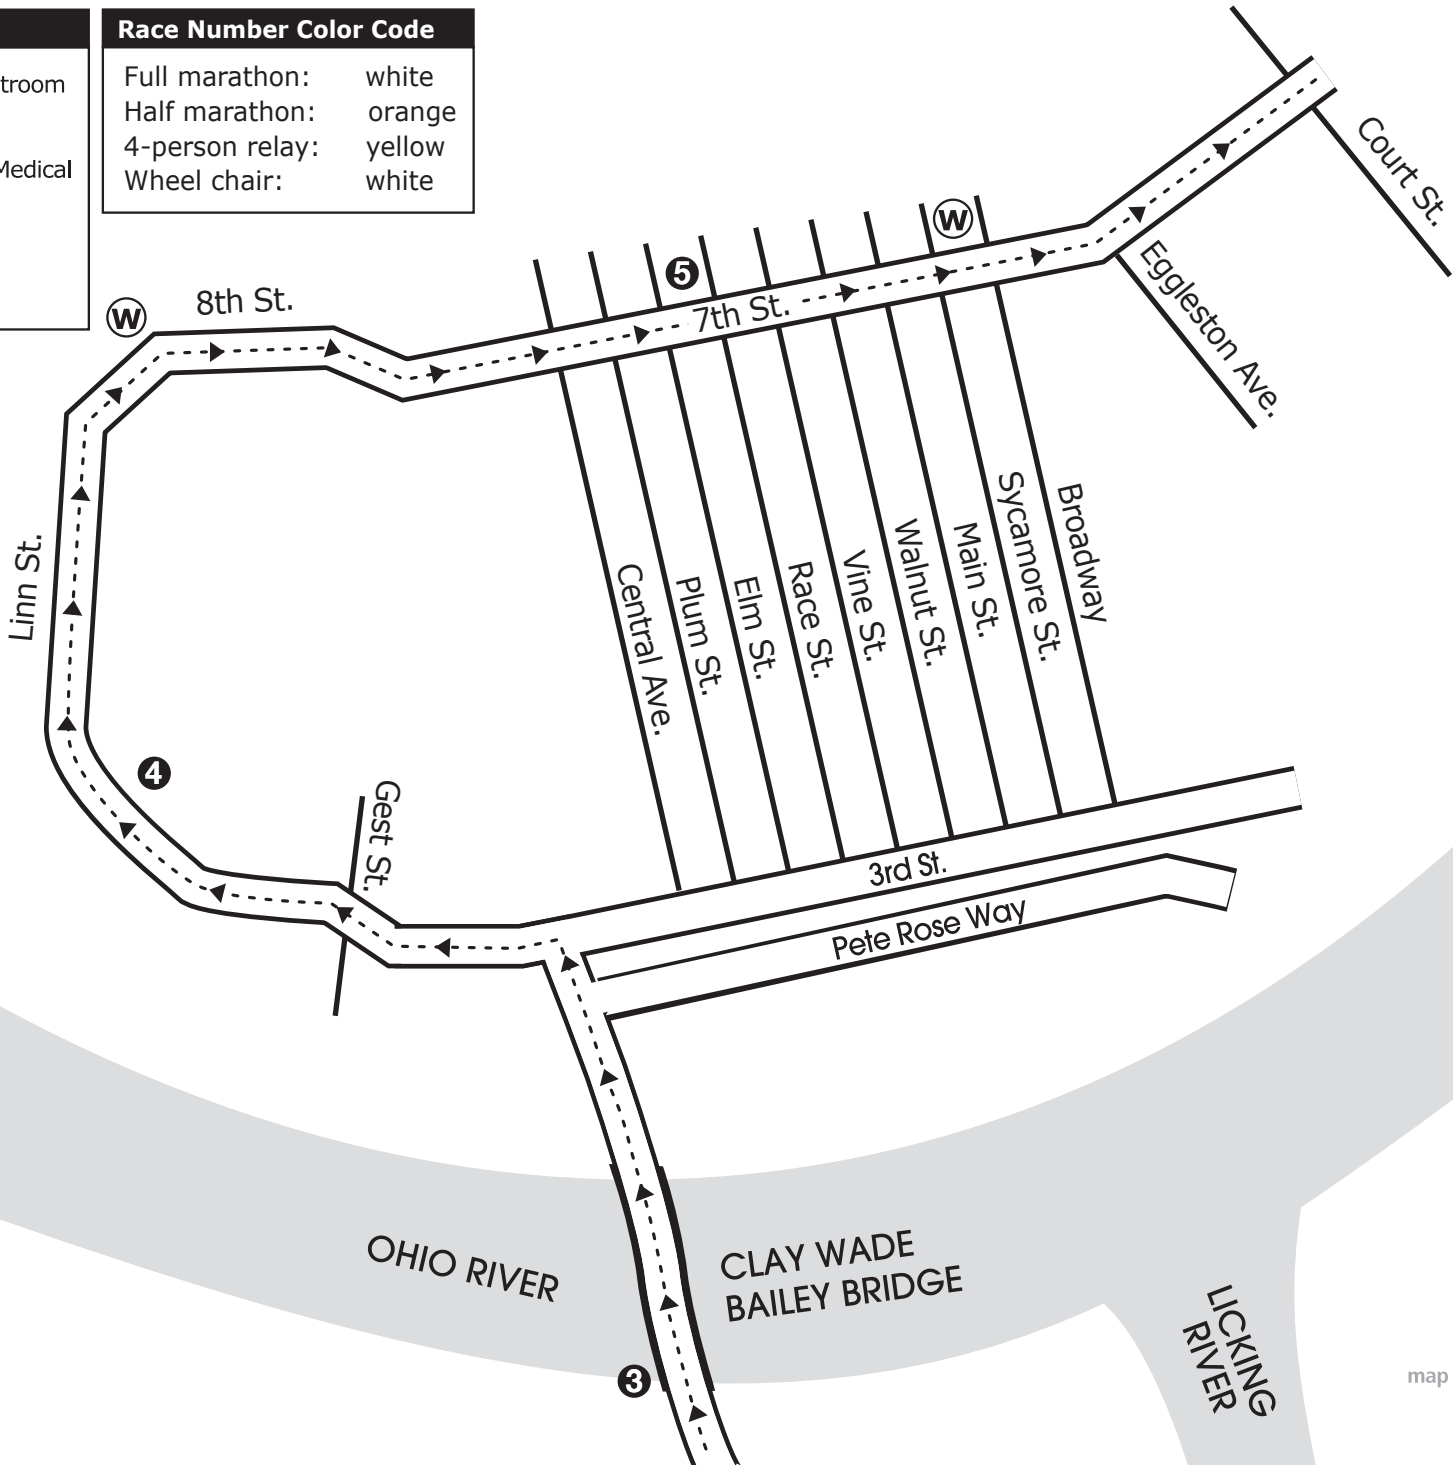 Race Number Color Code
troom
Full marathon: white
Half marathon: orange
4-person relay: yellow
Medical
Wheel chair: white
Court St.
W
5
Eggleston Ave.
8th St.
W
7th St.
Linn St.
Central Ave.
Plum St.
Elm St.
Race St.
Vine St.
Walnut St.
Main St.
Sycamore St.
Broadway
4
Gest St.
3rd St.
Pete Rose Way
OHIO RIVER
CLAY WADE
BAILEY BRIDGE
LICKING
RIVER
3
map